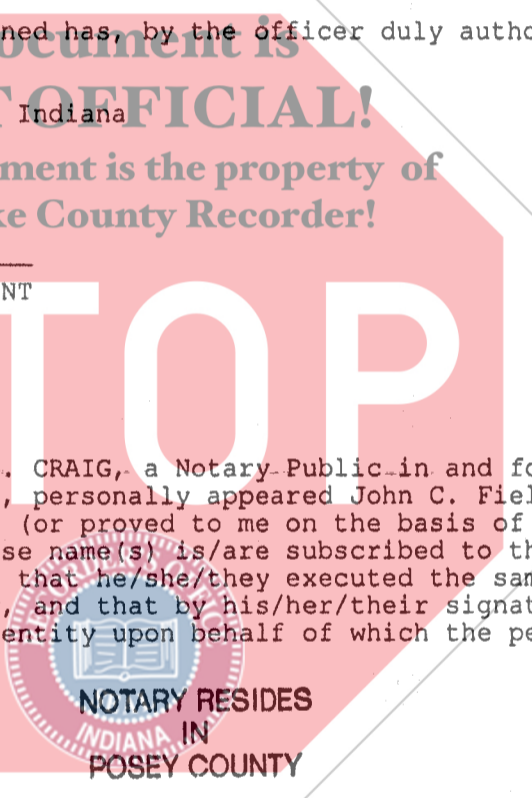 ned has, by the officer duly autho
ocument is
Indiana
OFFICIAL!
ment is the property of
ke County Recorder!
NT
TOP
. CRAIG, a Notary Public in and fo
, personally appeared John C. Fiel
(or proved to me on the basis of
se name(s) is/are subscribed to th
that he/she/they executed the sam
, and that by his/her/their signat
entity upon behalf of which the pe
NOTARY RESIDES
IN
INDIANA
POSEY COUNTY